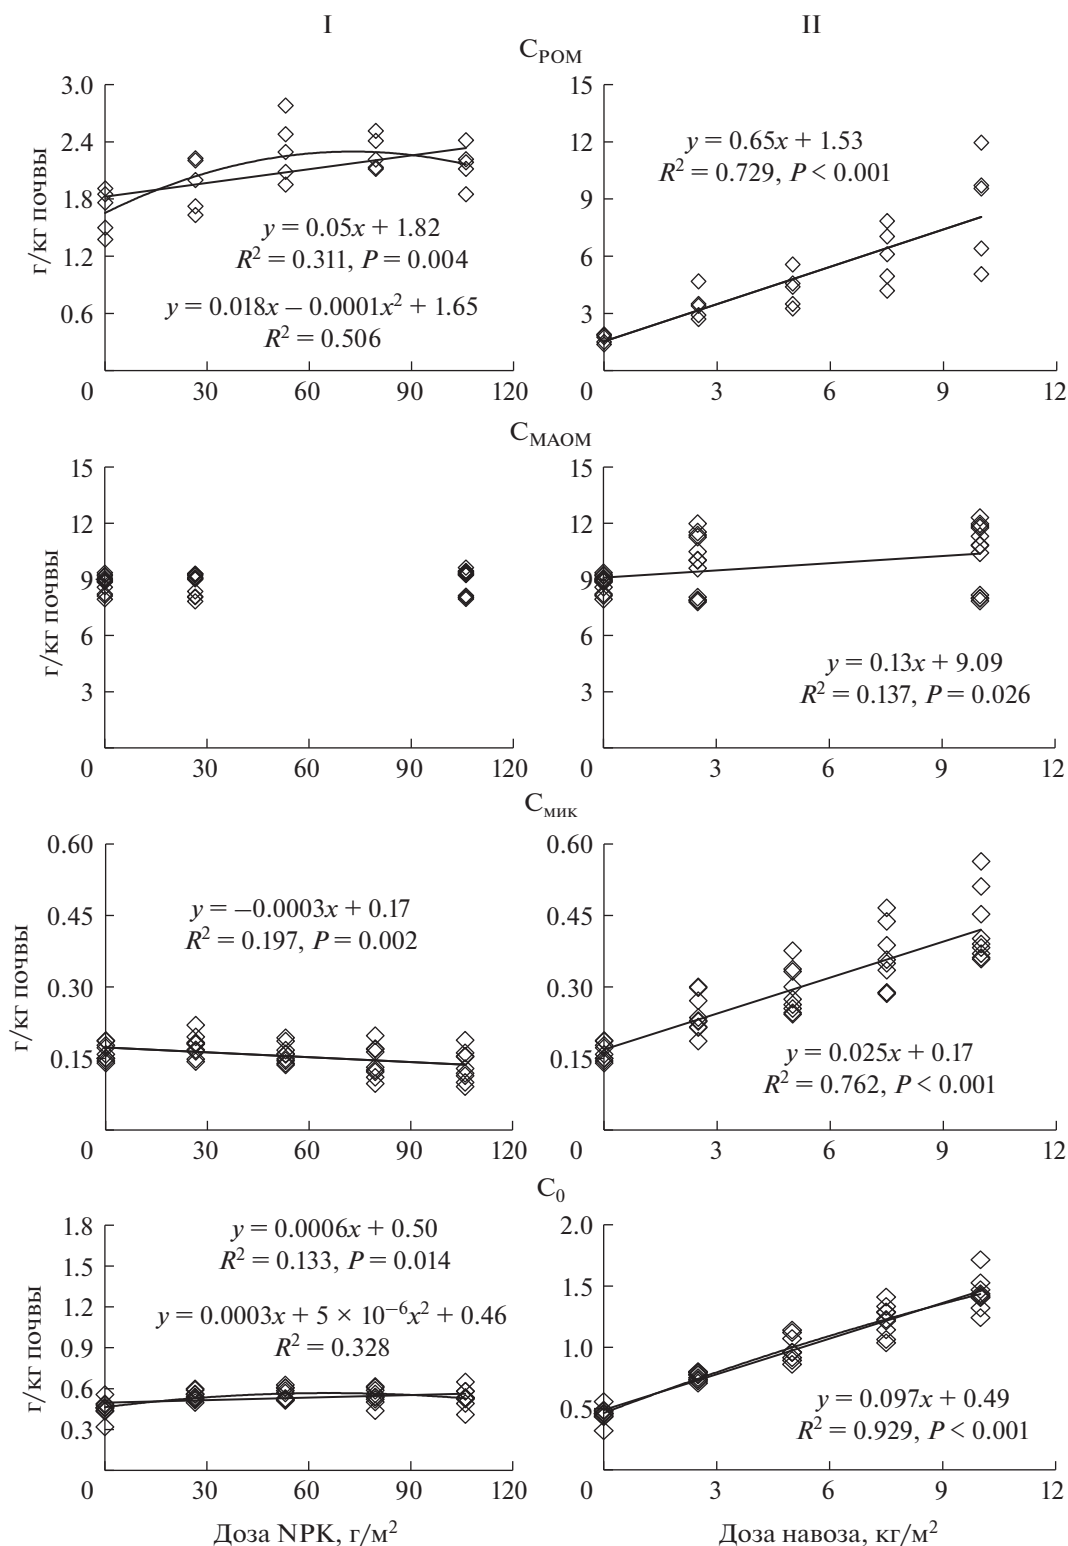 I II
C_РОМ
г/кг почвы
3.0
2.4
1.8
1.2
0.6
0 30 60 90 120
y = 0.05x + 1.82
R² = 0.311, P = 0.004
y = 0.018x – 0.0001x² + 1.65
R² = 0.506
15
12
9
6
3
0 3 6 9 12
y = 0.65x + 1.53
R² = 0.729, P < 0.001
C_МАОМ
г/кг почвы
15
12
9
6
3
0 30 60 90 120
15
12
9
6
3
0 3 6 9 12
y = 0.13x + 9.09
R² = 0.137, P = 0.026
C_мик
г/кг почвы
0.60
0.45
0.30
0.15
0 30 60 90 120
y = –0.0003x + 0.17
R² = 0.197, P = 0.002
0.60
0.45
0.30
0.15
0 3 6 9 12
y = 0.025x + 0.17
R² = 0.762, P < 0.001
C₀
г/кг почвы
1.8
1.5
1.2
0.9
0.6
0.3
0 30 60 90 120
y = 0.0006x + 0.50
R² = 0.133, P = 0.014
y = 0.0003x + 5 × 10⁻⁶x² + 0.46
R² = 0.328
Доза NPK, г/м²
2.0
1.5
1.0
0.5
0 3 6 9 12
y = 0.097x + 0.49
R² = 0.929, P < 0.001
Доза навоза, кг/м²